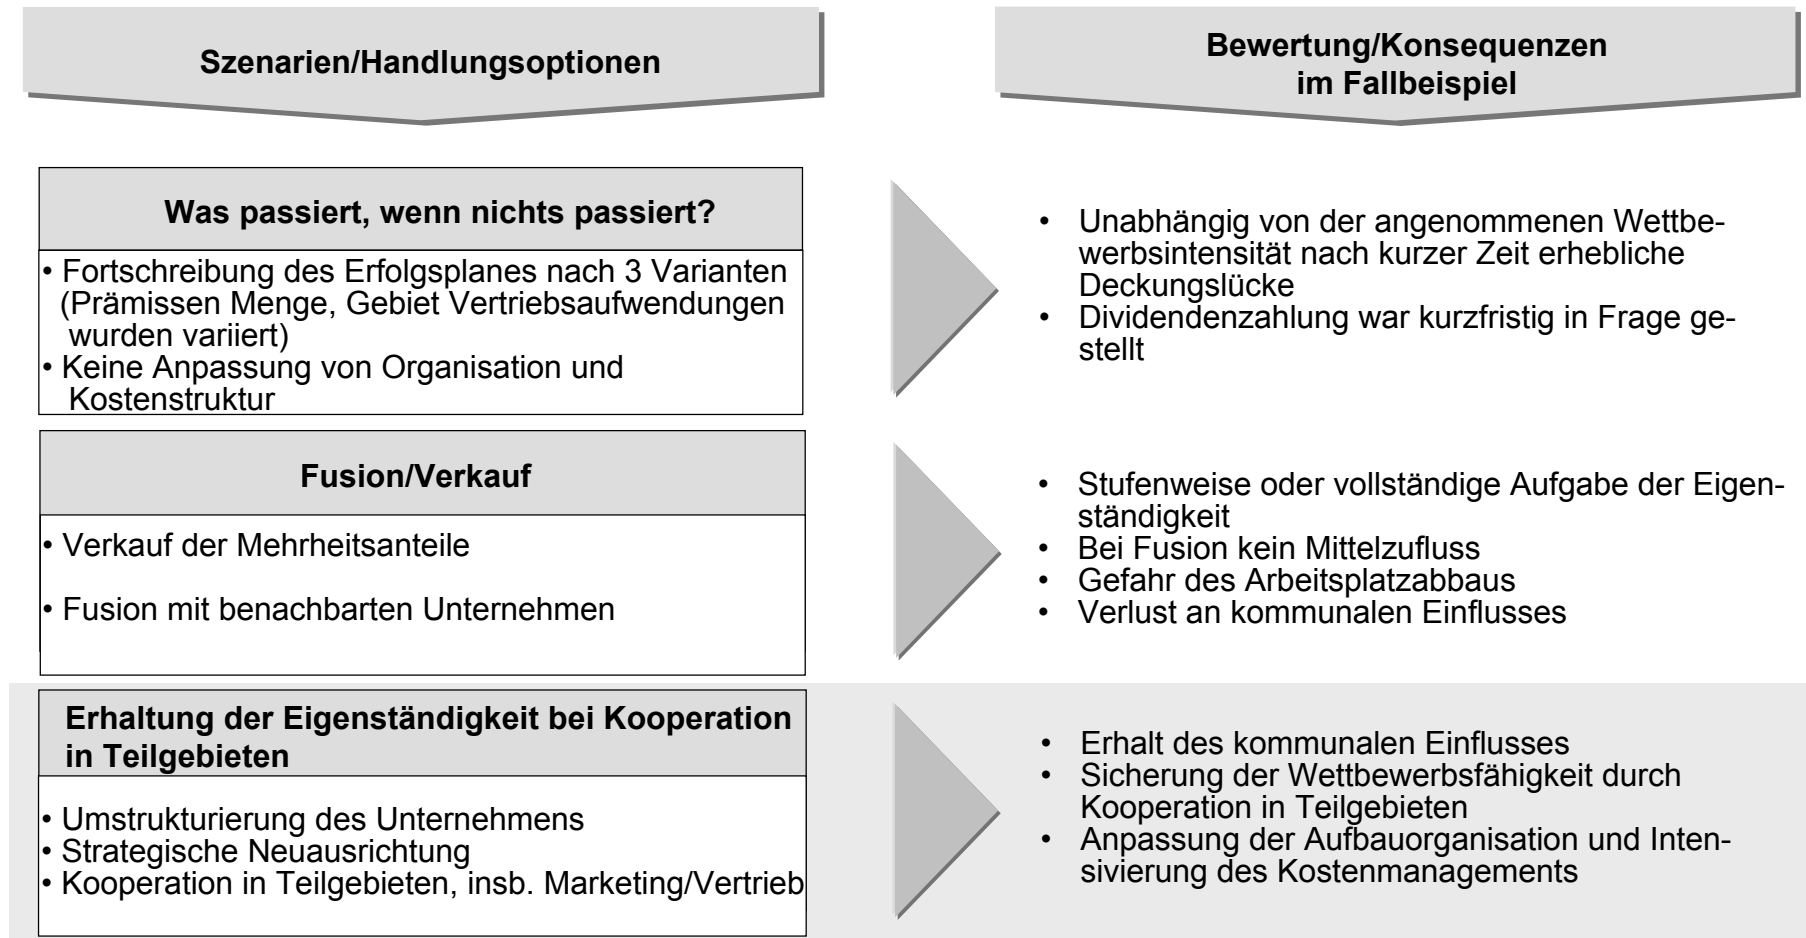 Szenarien/Handlungsoptionen
Bewertung/Konsequenzen
im Fallbeispiel
Was passiert, wenn nichts passiert?
• Fortschreibung des Erfolgsplanes nach 3 Varianten
(Prämissen Menge, Gebiet Vertriebsaufwendungen
wurden variiert)
• Keine Anpassung von Organisation und
Kostenstruktur
• Unabhängig von der angenommenen Wettbe-
werbsintensität nach kurzer Zeit erhebliche
Deckungslücke
• Dividendenzahlung war kurzfristig in Frage ge-
stellt
Fusion/Verkauf
• Verkauf der Mehrheitsanteile
• Fusion mit benachbarten Unternehmen
• Stufenweise oder vollständige Aufgabe der Eigen-
ständigkeit
• Bei Fusion kein Mittelzufluss
• Gefahr des Arbeitsplatzabbaus
• Verlust an kommunalen Einflusses
Erhaltung der Eigenständigkeit bei Kooperation
in Teilgebieten
• Umstrukturierung des Unternehmens
• Strategische Neuausrichtung
• Kooperation in Teilgebieten, insb. Marketing/Vertrieb
• Erhalt des kommunalen Einflusses
• Sicherung der Wettbewerbsfähigkeit durch
Kooperation in Teilgebieten
• Anpassung der Aufbauorganisation und Inten-
sivierung des Kostenmanagements